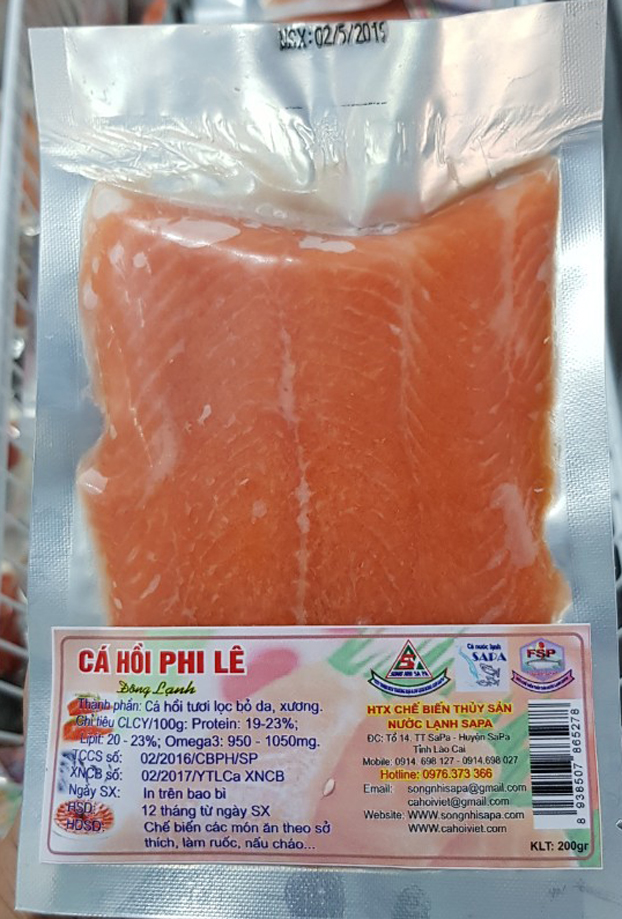 NSX:02/5/2019
CÁ HỒI PHI LÊ
Đông Lạnh
Thành phần: Cá hồi tươi lọc bỏ da, xương.
Chỉ tiêu CLCY/100g: Protein: 19-23%;
Lipit: 20 - 23%; Omega3: 950 - 1050mg.
TCCS số: 02/2016/CBPH/SP
XNCB số: 02/2017/YTLCa XNCB
Ngày SX: In trên bao bì
HSD: 12 tháng từ ngày SX
HDSD: Chế biến các món ăn theo sở
thích, làm ruốc, nấu cháo...
Cá nước lạnh
SAPA
FSP
HTX CHẾ BIẾN THỦY SẢN
NƯỚC LẠNH SAPA
ĐC: Tổ 14, TT SaPa - Huyện SaPa
Tỉnh Lào Cai
Mobile: 0914. 698 127 - 0914.698 027
Hotline: 0976.373 366
Email: songnhisapa@gmail.com
cahoiviet@gmail.com
Website: WWW.songnhisapa.com
WWW.cahoiviet.com
8 938507 865278
KLT: 200gr